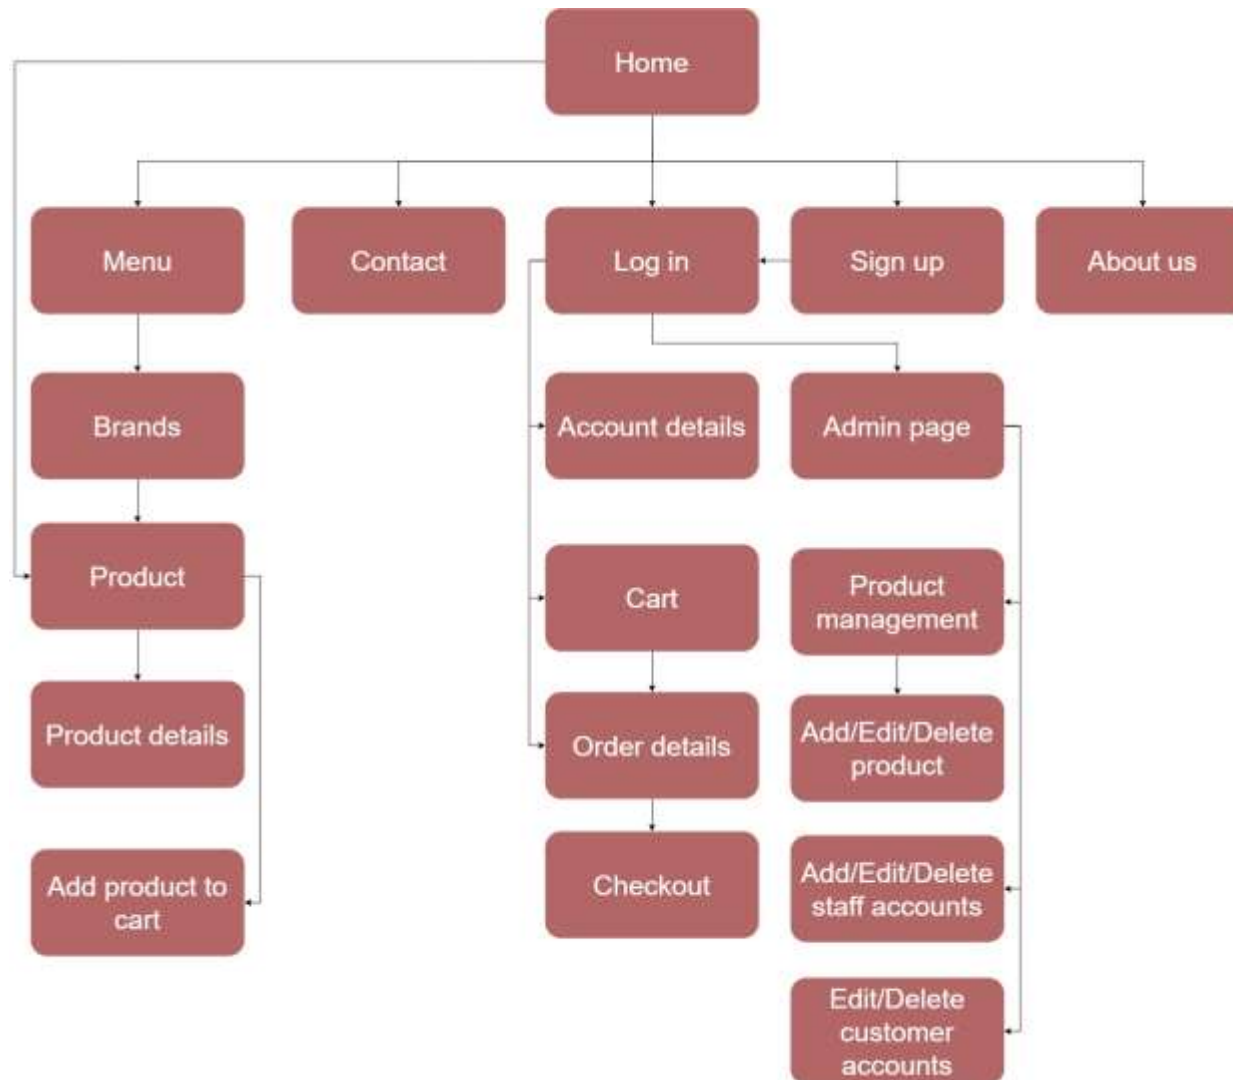 Home
Menu
Contact
Log in
Sign up
About us
Brands
Account details
Admin page
Product
Cart
Product
management
Product details
Order details
Add/Edit/Delete
product
Add product to
cart
Checkout
Add/Edit/Delete
staff accounts
Edit/Delete
customer
accounts